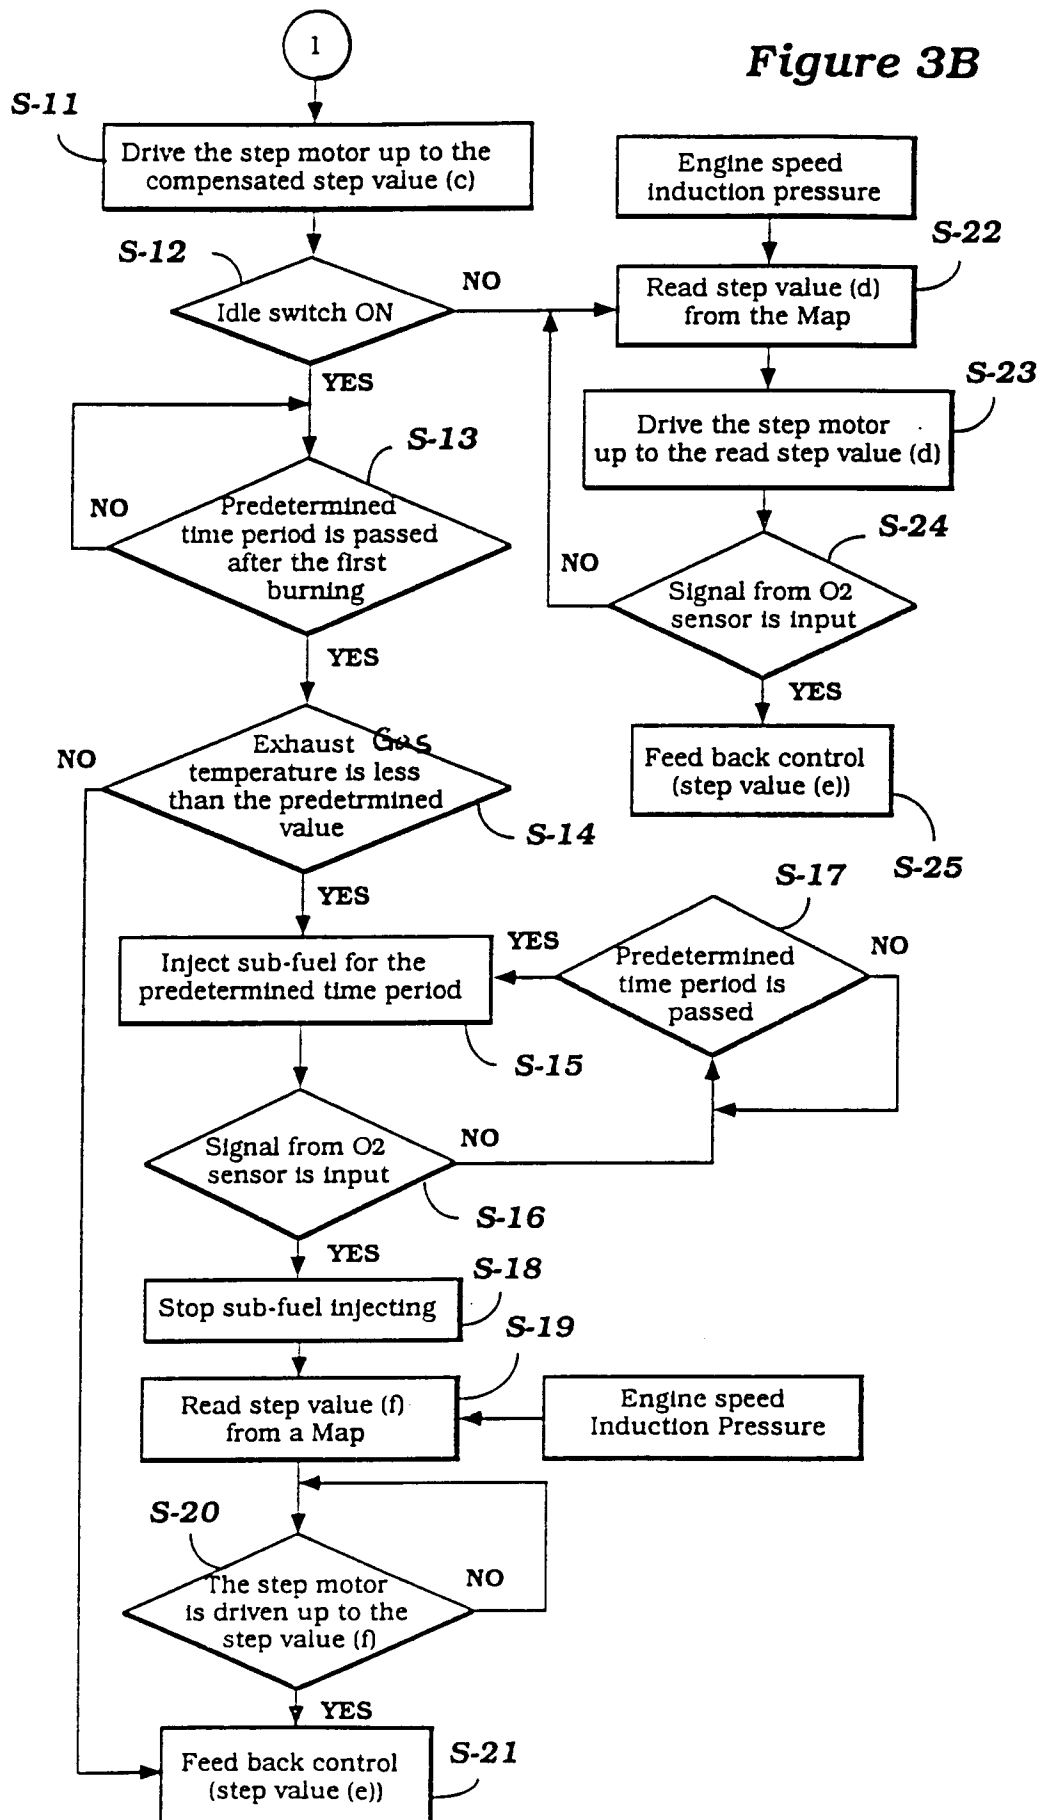 1
Figure 3B
S-11
Drive the step motor up to the
compensated step value (c)
Engine speed
induction pressure
S-12
Idle switch ON
NO
YES
S-22
Read step value (d)
from the Map
S-23
Drive the step motor
up to the read step value (d)
S-13
NO
Predetermined
time period is passed
after the first
burning
YES
S-24
NO
Signal from O2
sensor is input
YES
Feed back control
(step value (e))
S-25
NO
Exhaust Gas
temperature is less
than the predetrmined
value
S-14
YES
S-17
YES
NO
Predetermined
time period is
passed
Inject sub-fuel for the
predetermined time period
S-15
Signal from O2
sensor is input
NO
S-16
YES
S-18
Stop sub-fuel injecting
S-19
Read step value (f)
from a Map
Engine speed
Induction Pressure
S-20
The step motor
is driven up to the
step value (f)
NO
YES
S-21
Feed back control
(step value (e))